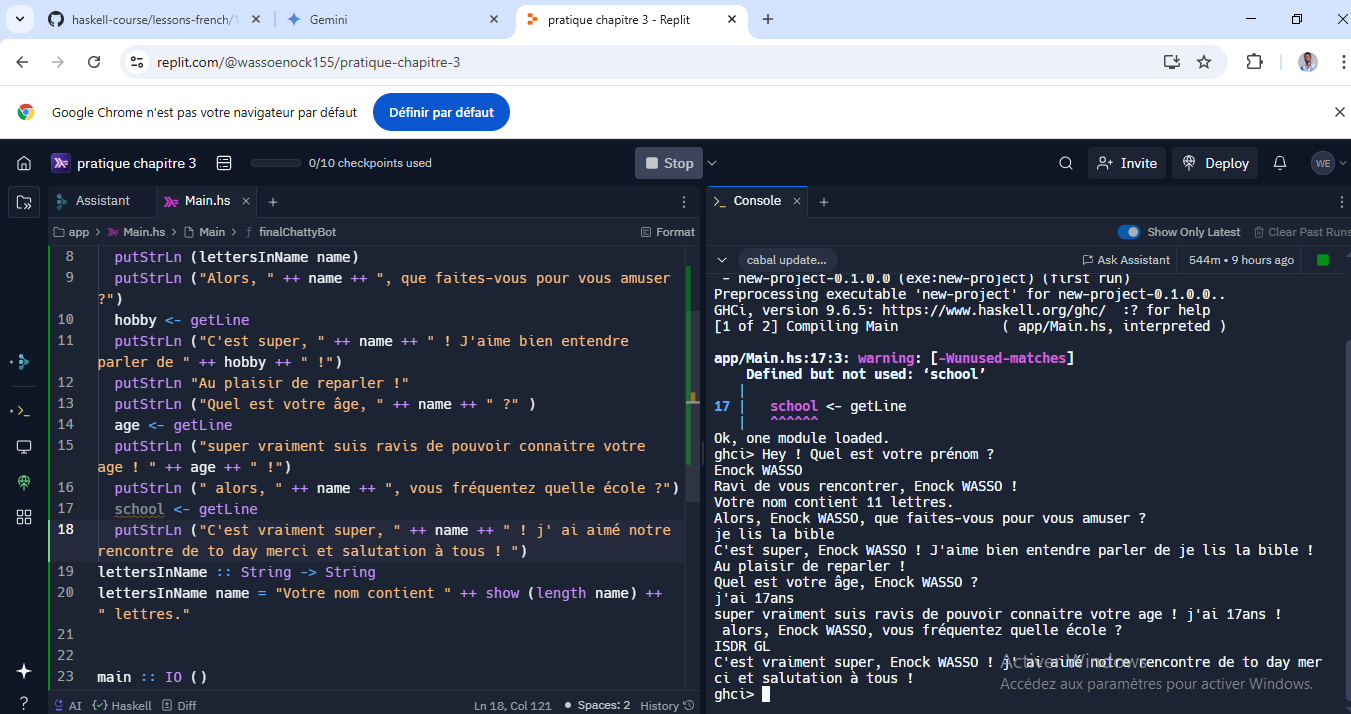 haskell-course/lessons-french/1
Gemini
pratique chapitre 3 - Replit
replit.com/@wassoenock155/pratique-chapitre-3
Google Chrome n'est pas votre navigateur par défaut
Définir par défaut
pratique chapitre 3
0/10 checkpoints used
Stop
Invite
Deploy
WE
Assistant
Main.hs
app > Main.hs > Main > f finalChattyBot
Format
8 putStrLn (lettersInName name)
9 putStrLn ("Alors, " ++ name ++ ", que faites-vous pour vous amuser
?")
10 hobby <- getLine
11 putStrLn ("C'est super, " ++ name ++ " ! J'aime bien entendre
parler de " ++ hobby ++ " !")
12 putStrLn "Au plaisir de reparler !"
13 putStrLn ("Quel est votre âge, " ++ name ++ " ?" )
14 age <- getLine
15 putStrLn ("super vraiment suis ravis de pouvoir connaitre votre
age ! " ++ age ++ " !")
16 putStrLn (" alors, " ++ name ++ ", vous fréquentez quelle école ?")
17 school <- getLine
18 putStrLn ("C'est vraiment super, " ++ name ++ " ! j' ai aimé notre
rencontre de to day merci et salutation à tous ! ")
19 lettersInName :: String -> String
20 lettersInName name = "Votre nom contient " ++ show (length name) ++
" lettres."
21
22
23 main :: IO ()
AI
Haskell
Diff
Ln 18, Col 121
Spaces: 2
History
Console
Show Only Latest
Clear Past Runs
cabal update...
Ask Assistant
544m • 9 hours ago
- new-project-0.1.0.0 (exe:new-project) (first run)
Preprocessing executable 'new-project' for new-project-0.1.0.0..
GHCi, version 9.6.5: https://www.haskell.org/ghc/ :? for help
[1 of 2] Compiling Main ( app/Main.hs, interpreted )
app/Main.hs:17:3: warning: [-Wunused-matches]
Defined but not used: ‘school’
|
17 | school <- getLine
| ^^^^^^
Ok, one module loaded.
ghci> Hey ! Quel est votre prénom ?
Enock WASSO
Ravi de vous rencontrer, Enock WASSO !
Votre nom contient 11 lettres.
Alors, Enock WASSO, que faites-vous pour vous amuser ?
je lis la bible
C'est super, Enock WASSO ! J'aime bien entendre parler de je lis la bible !
Au plaisir de reparler !
Quel est votre âge, Enock WASSO ?
j'ai 17ans
super vraiment suis ravis de pouvoir connaitre votre age ! j'ai 17ans !
alors, Enock WASSO, vous fréquentez quelle école ?
ISDR GL
C'est vraiment super, Enock WASSO ! j' ai aimé notre rencontre de to day mer
ci et salutation à tous !
ghci>
Activer Windows
Accédez aux paramètres pour activer Windows.